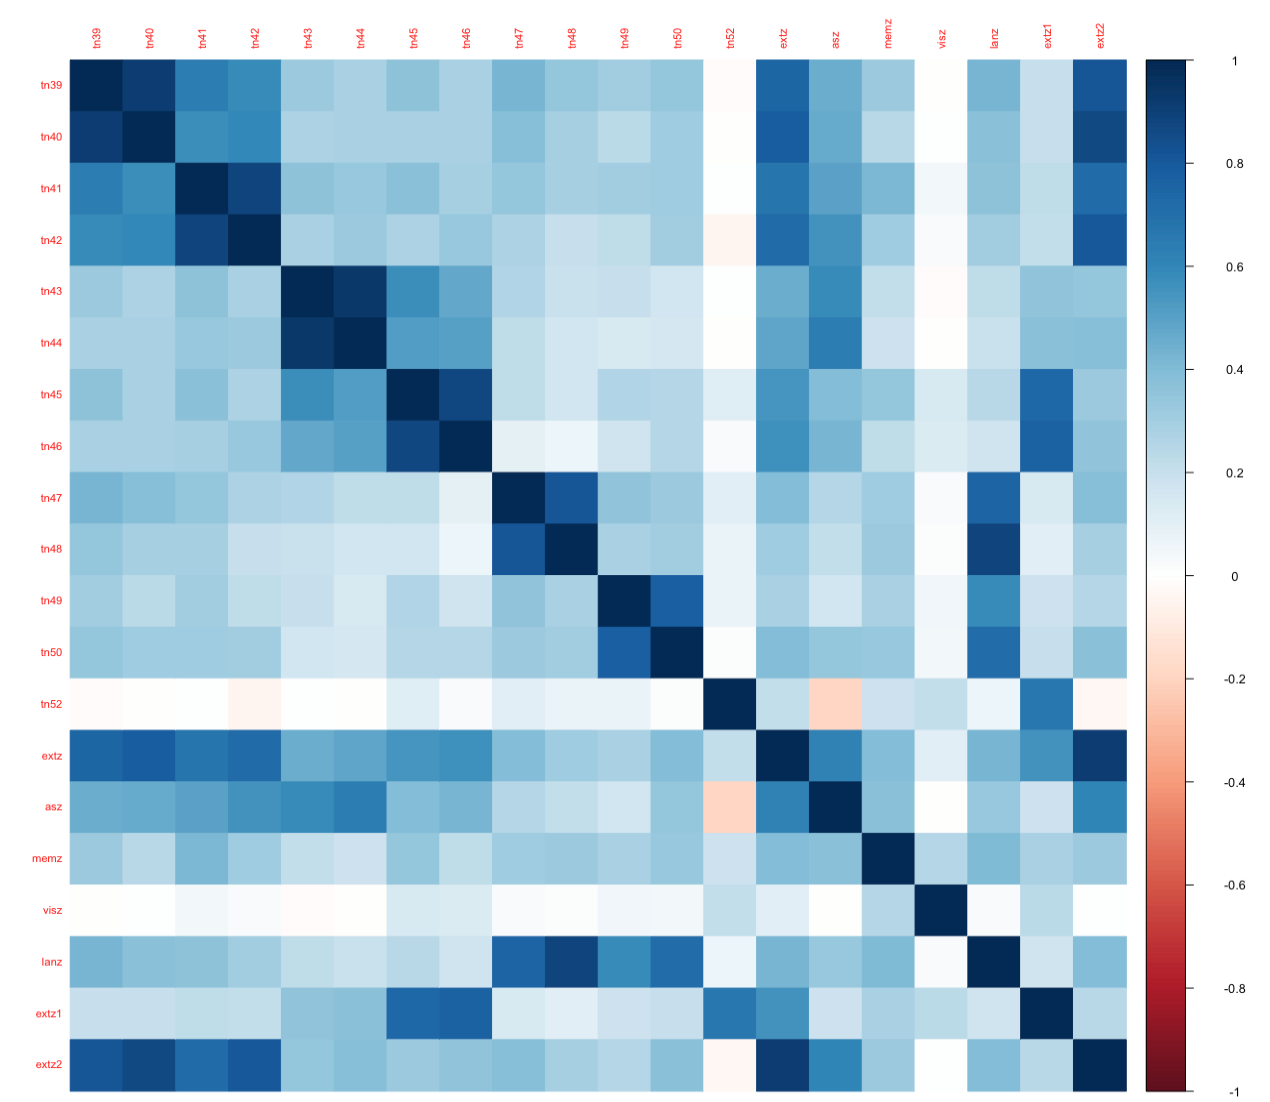 tn39 tn40 tn41 tn42 tn43 tn44 tn45 tn46 tn47 tn48 tn49 tn50 tn52 extz asz memz visz lanz extz1 extz2
tn39
tn40
tn41
tn42
tn43
tn44
tn45
tn46
tn47
tn48
tn49
tn50
tn52
extz
asz
memz
visz
lanz
extz1
extz2
1
0.8
0.6
0.4
0.2
0
-0.2
-0.4
-0.6
-0.8
-1